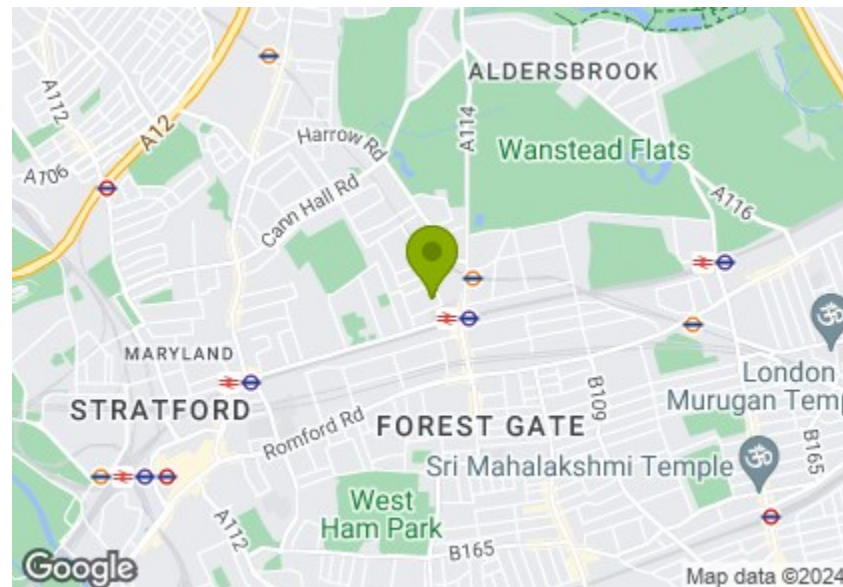 ALDERSBROOK
A112
A12
A114
Harrow Rd
Wanstead Flats
A106
A116
Cann Hall Rd
MARYLAND
London
Murugan Temp
STRATFORD
Romford Rd
FOREST GATE
B109
Sri Mahalakshmi Temple
B165
West
Ham Park
A112
B165
Google
Map data ©2024